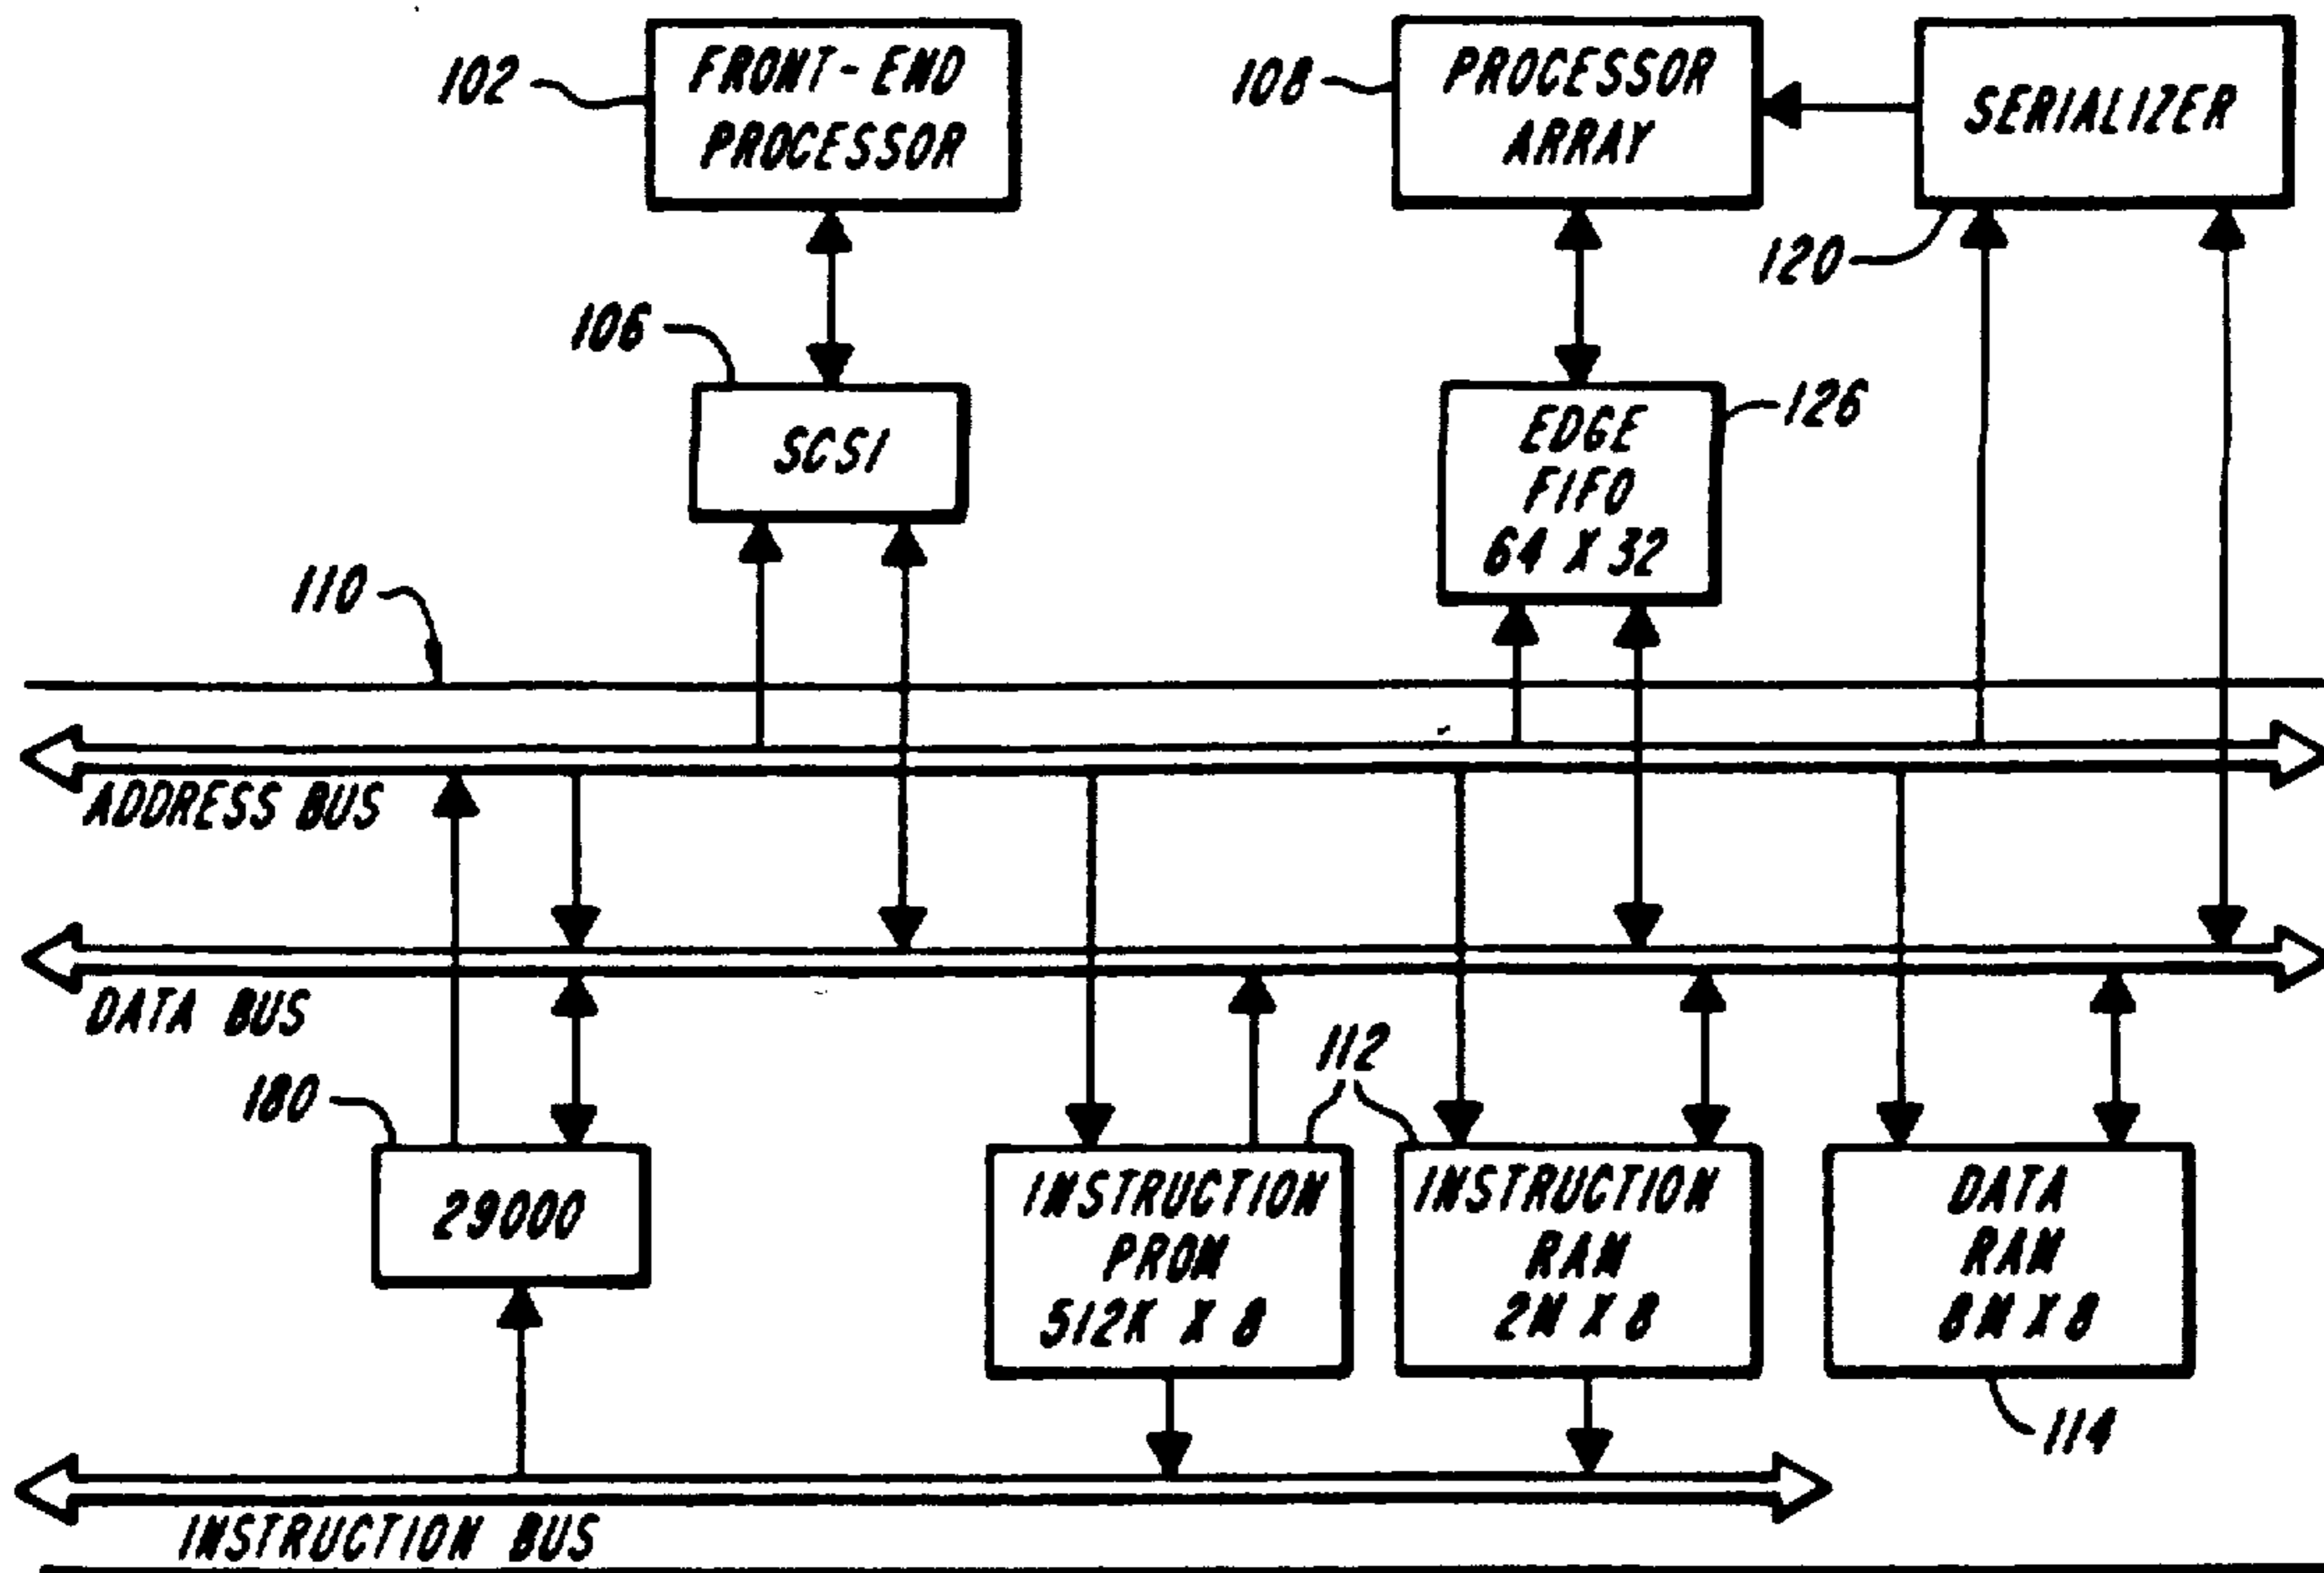 102
FRONT-END
PROCESSOR
108
PROCESSOR
ARRAY
SERIALIZER
120
106
SCSI
EDGE
FIFO
64 X 32
126
110
ADDRESS BUS
DATA BUS
112
180
29000
INSTRUCTION
PROM
512K X 8
INSTRUCTION
RAM
2M X 8
DATA
RAM
8M X 8
114
INSTRUCTION BUS